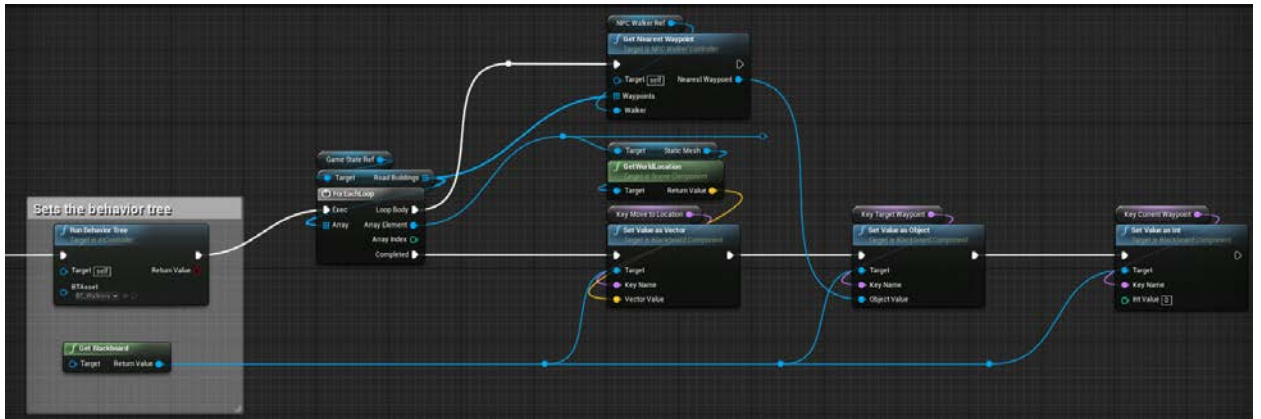 NPC Walker Ref
Get Nearest Waypoint
Target is NPC Walker Controller
Target self
Nearest Waypoint
Waypoints
Walker
Game State Ref
Target Road Buildings
ForEachLoop
Exec Loop Body
Array Array Element
Array Index
Completed
Target Static Mesh
GetWorldLocation
Target is Scene Component
Target Return Value
Key Move to Location
Set Value as Vector
Target is Blackboard Component
Target
Key Name
Vector Value
Key Target Waypoint
Set Value as Object
Target is Blackboard Component
Target
Key Name
Object Value
Key Current Waypoint
Set Value as Int
Target is Blackboard Component
Target
Key Name
Int Value 0
Sets the behavior tree
Run Behavior Tree
Target is AIController
Target self Return Value
BTAsset
Get Blackboard
Target Return Value